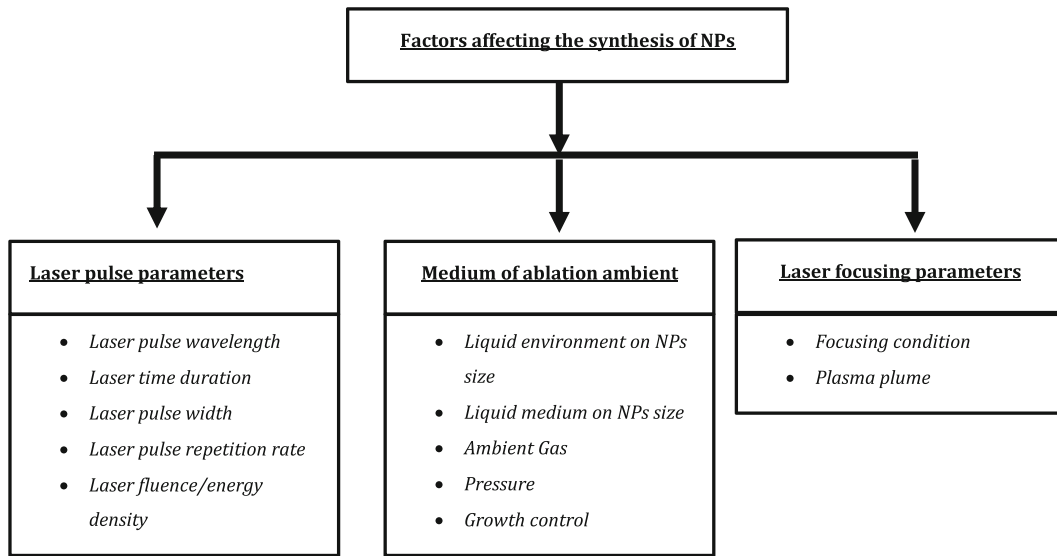 Factors affecting the synthesis of NPs
Laser pulse parameters
• Laser pulse wavelength
• Laser time duration
• Laser pulse width
• Laser pulse repetition rate
• Laser fluence/energy
density
Medium of ablation ambient
• Liquid environment on NPs
size
• Liquid medium on NPs size
• Ambient Gas
• Pressure
• Growth control
Laser focusing parameters
• Focusing condition
• Plasma plume